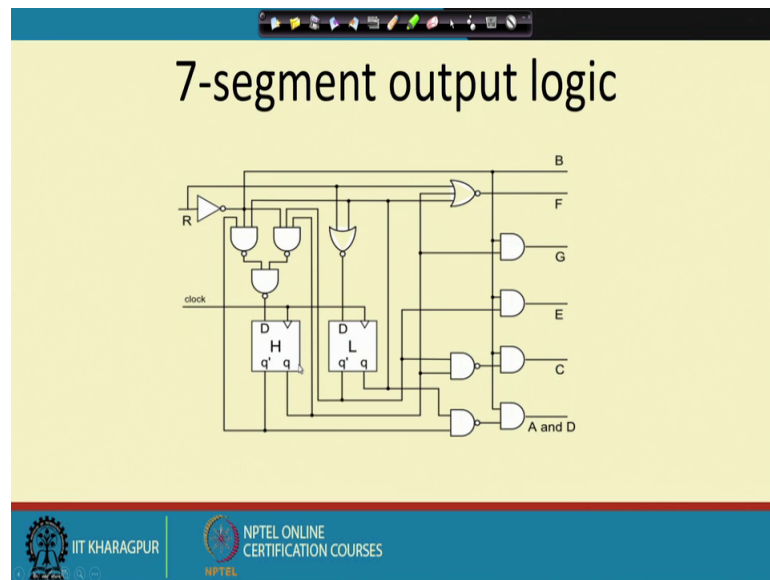 7-segment output logic
B
F
R
G
clock
E
D
D
H
L
q' q
q' q
C
A and D
IIT KHARAGPUR
NPTEL ONLINE
CERTIFICATION COURSES
NPTEL